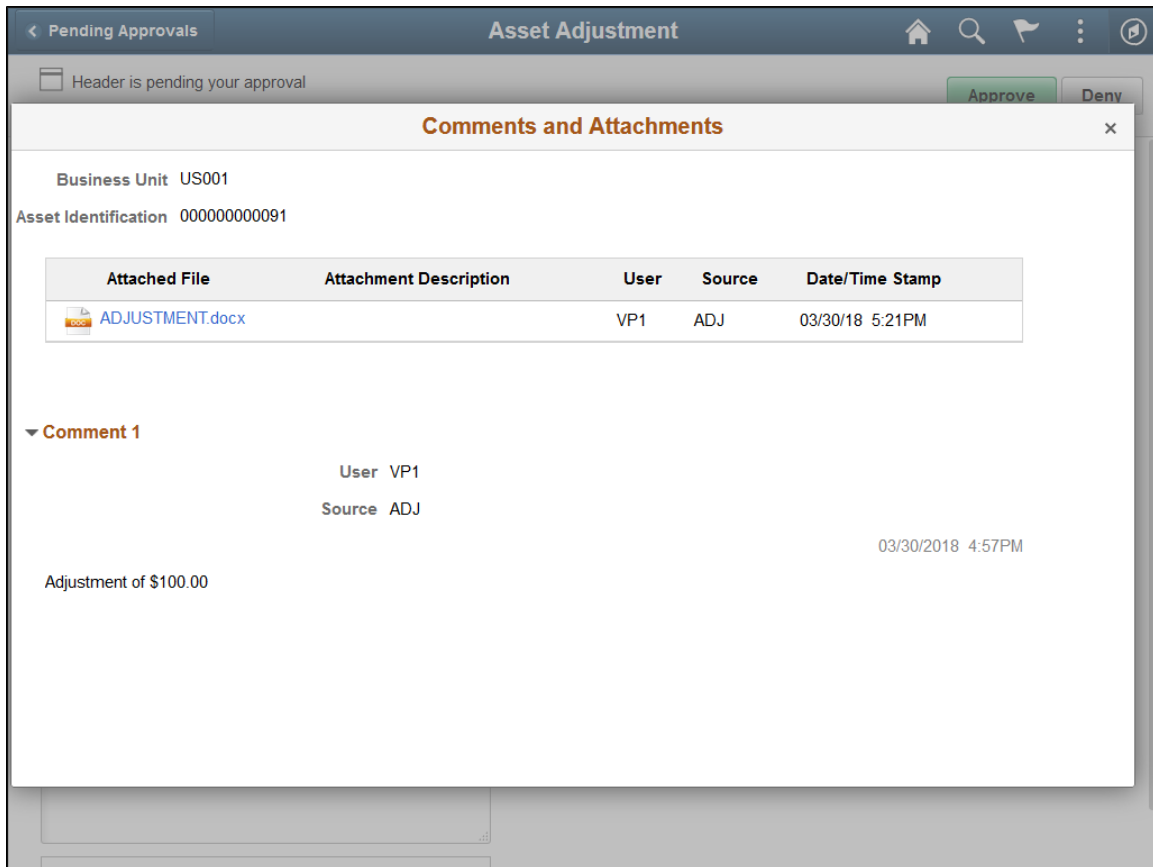 Pending Approvals
Asset Adjustment
Header is pending your approval
Approve
Deny
Comments and Attachments
×
Business Unit US001
Asset Identification 000000000091
Attached File Attachment Description User Source Date/Time Stamp
DOC ADJUSTMENT.docx VP1 ADJ 03/30/18 5:21PM
Comment 1
User VP1
Source ADJ
03/30/2018 4:57PM
Adjustment of $100.00